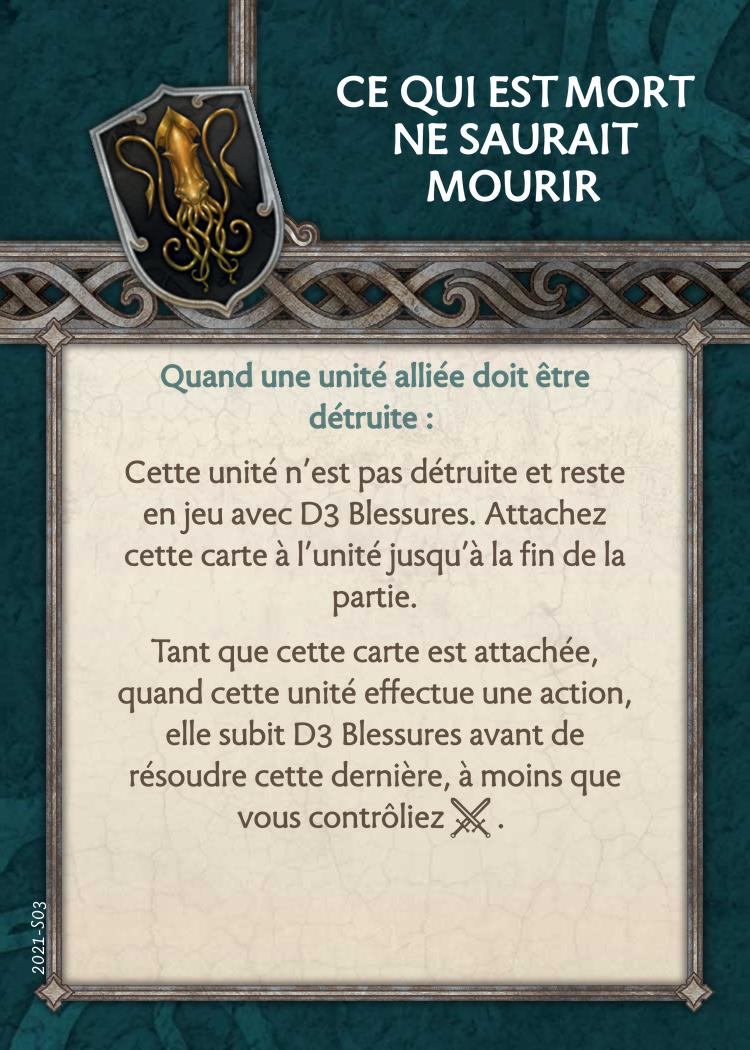 CE QUI EST MORT
NE SAURAIT
MOURIR
Quand une unité alliée doit être
détruite :
Cette unité n'est pas détruite et reste
en jeu avec D3 Blessures. Attachez
cette carte à l'unité jusqu'à la fin de la
partie.
Tant que cette carte est attachée,
quand cette unité effectue une action,
elle subit D3 Blessures avant de
résoudre cette dernière, à moins que
vous contrôliez .
2021-S03